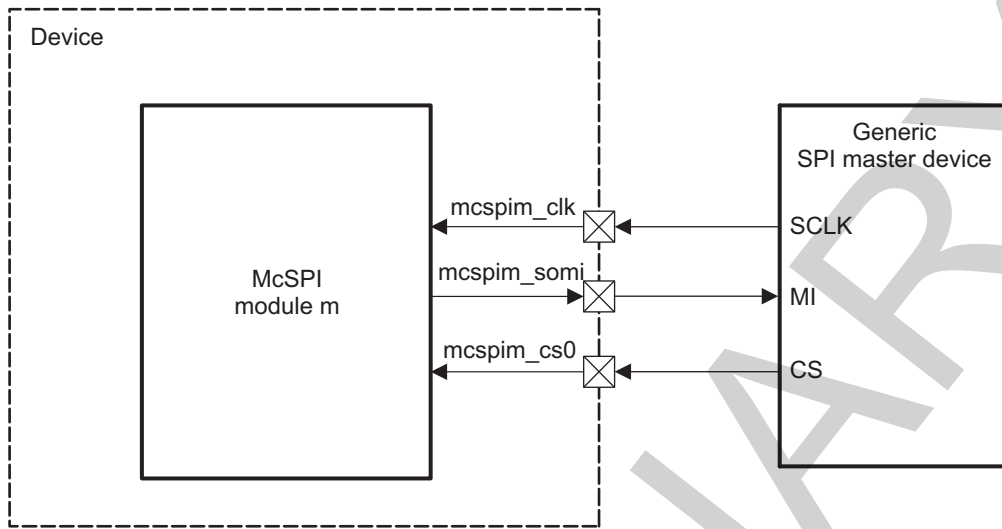 Device
Generic
SPI master device
mcspim_clk
SCLK
McSPI
module m
mcspim_somi
MI
mcspim_cs0
CS